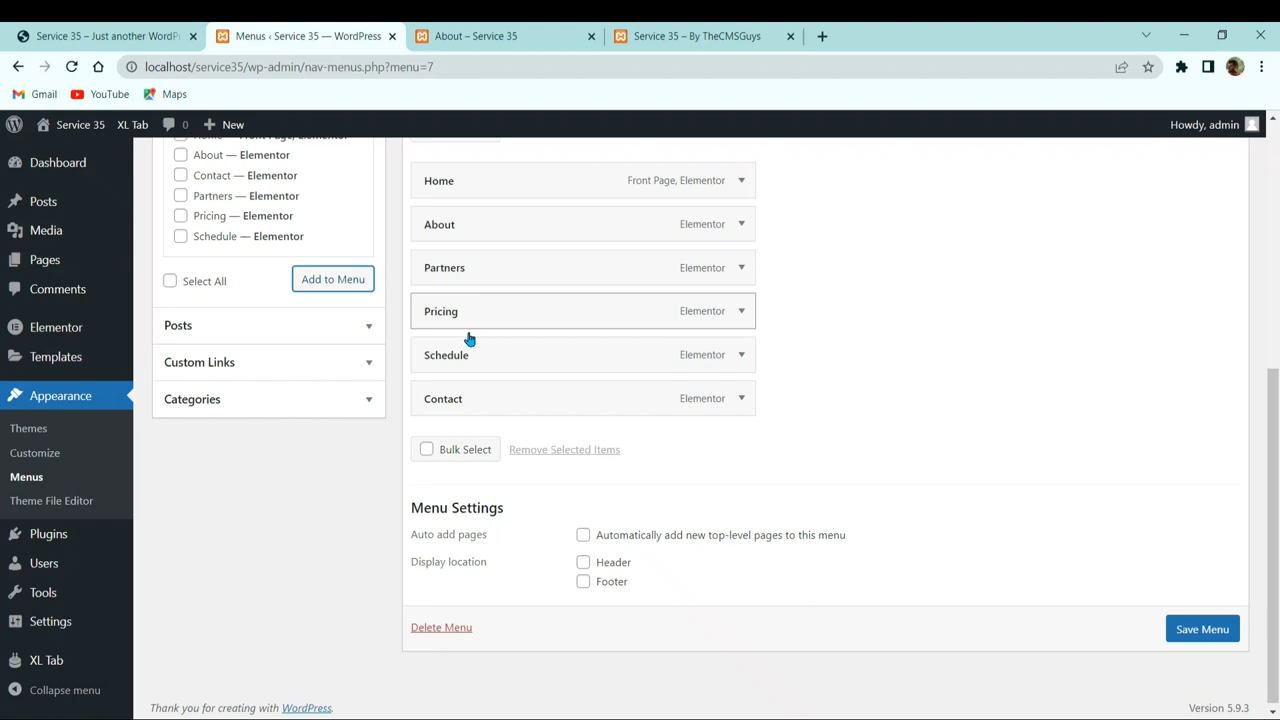 Service 35 – Just another WordPr
Menus ‹ Service 35 — WordPress
About – Service 35
Service 35 – By TheCMSGuys
localhost/service35/wp-admin/nav-menus.php?menu=7
Gmail
YouTube
Maps
Service 35
XL Tab
0
New
Howdy, admin
Dashboard
Posts
Media
Pages
Comments
Elementor
Templates
Appearance
Themes
Customize
Menus
Theme File Editor
Plugins
Users
Tools
Settings
XL Tab
Collapse menu
Home — Front Page, Elementor
About — Elementor
Contact — Elementor
Partners — Elementor
Pricing — Elementor
Schedule — Elementor
Select All
Add to Menu
Posts
Custom Links
Categories
Home Front Page, Elementor
About Elementor
Partners Elementor
Pricing Elementor
Schedule Elementor
Contact Elementor
Bulk Select Remove Selected Items
Menu Settings
Auto add pages Automatically add new top-level pages to this menu
Display location Header
Footer
Delete Menu
Save Menu
Thank you for creating with WordPress.
Version 5.9.3